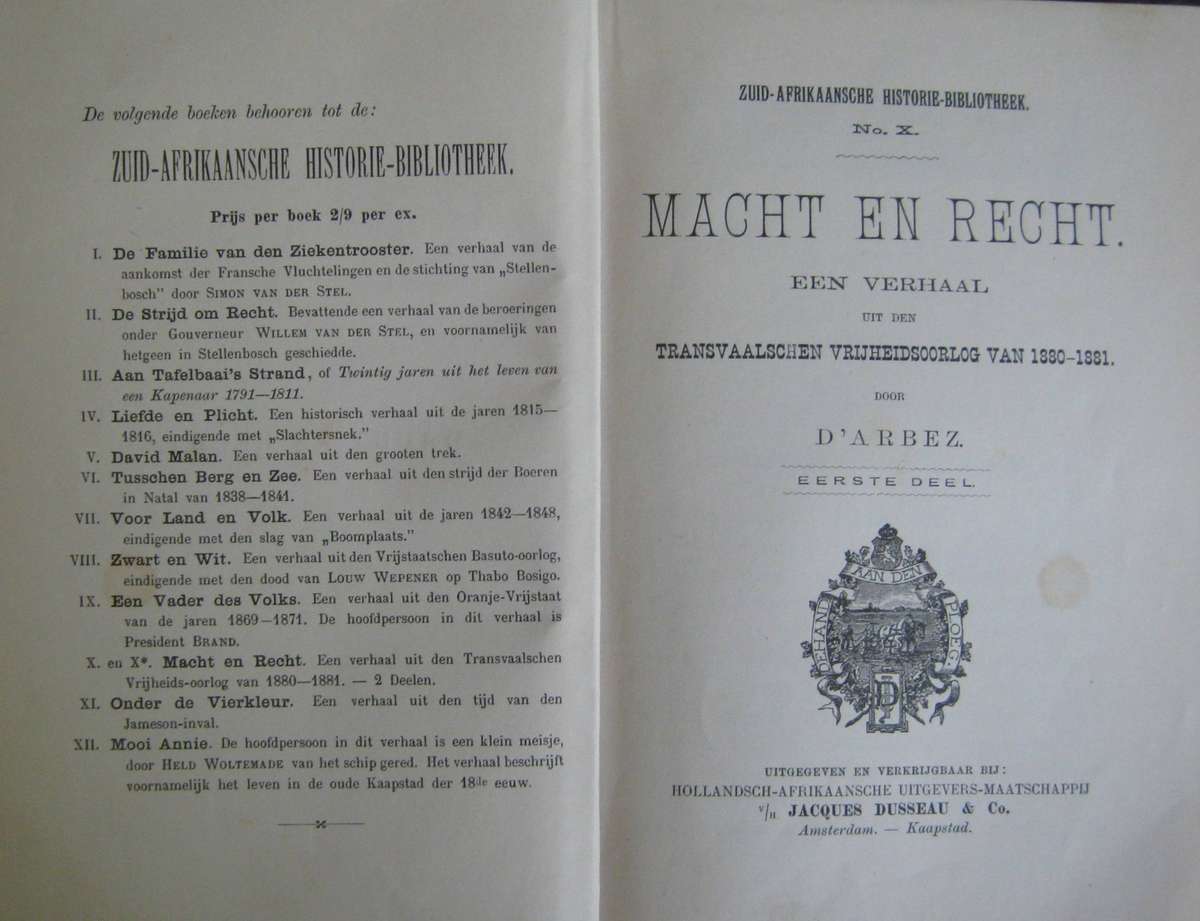 De volgende boeken behooren tot de:
ZUID-AFRIKAANSCHE HISTORIE-BIBLIOTHEEK.
Prijs per boek 2/9 per ex.
I. De Familie van den Ziekentrooster. Een verhaal van de
aankomst der Fransche Vluchtelingen en de stichting van „Stellen-
bosch" door SIMON VAN DER STEL.
II. De Strijd om Recht. Bevattende een verhaal van de beroeringen
onder Gouverneur WILLEM VAN DER STEL, en voornamelijk van
hetgeen in Stellenbosch geschiedde.
III. Aan Tafelbaai's Strand, of Twintig jaren uit het leven van
een Kapenaar 1791—1811.
IV. Liefde en Plicht. Een historisch verhaal uit de jaren 1815—
1816, eindigende met „Slachtersnek."
V. David Malan. Een verhaal uit den grooten trek.
VI. Tusschen Berg en Zee. Een verhaal uit den strijd der Boeren
in Natal van 1838—1841.
VII. Voor Land en Volk. Een verhaal uit de jaren 1842—1848,
eindigende met den slag van „Boomplaats."
VIII. Zwart en Wit. Een verhaal uit den Vrijstaatschen Basuto-oorlog,
eindigende met den dood van LOUW WEPENER op Thabo Bosigo.
IX. Een Vader des Volks. Een verhaal uit den Oranje-Vrijstaat
van de jaren 1869—1871. De hoofdpersoon in dit verhaal is
President BRAND.
X. en X*. Macht en Recht. Een verhaal uit den Transvaalschen
Vrijheids-oorlog van 1880—1881. — 2 Deelen.
XI. Onder de Vierkleur. Een verhaal uit den tijd van den
Jameson-inval.
XII. Mooi Annie. De hoofdpersoon in dit verhaal is een klein meisje,
door HELD WOLTEMADE van het schip gered. Het verhaal beschrijft
voornamelijk het leven in de oude Kaapstad der 18de eeuw.
ZUID-AFRIKAANSCHE HISTORIE-BIBLIOTHEEK.
No. X.
MACHT EN RECHT.
EEN VERHAAL
UIT DEN
TRANSVAALSCHEN VRIJHEIDSOORLOG VAN 1880-1881.
DOOR
D'ARBEZ.
EERSTE DEEL.
AAN DEN
DE HAND
PLOEG.
D
UITGEGEVEN EN VERKRIJGBAAR BIJ:
HOLLANDSCH-AFRIKAANSCHE UITGEVERS-MAATSCHAPPIJ
v/h JACQUES DUSSEAU & Co.
Amsterdam. — Kaapstad.